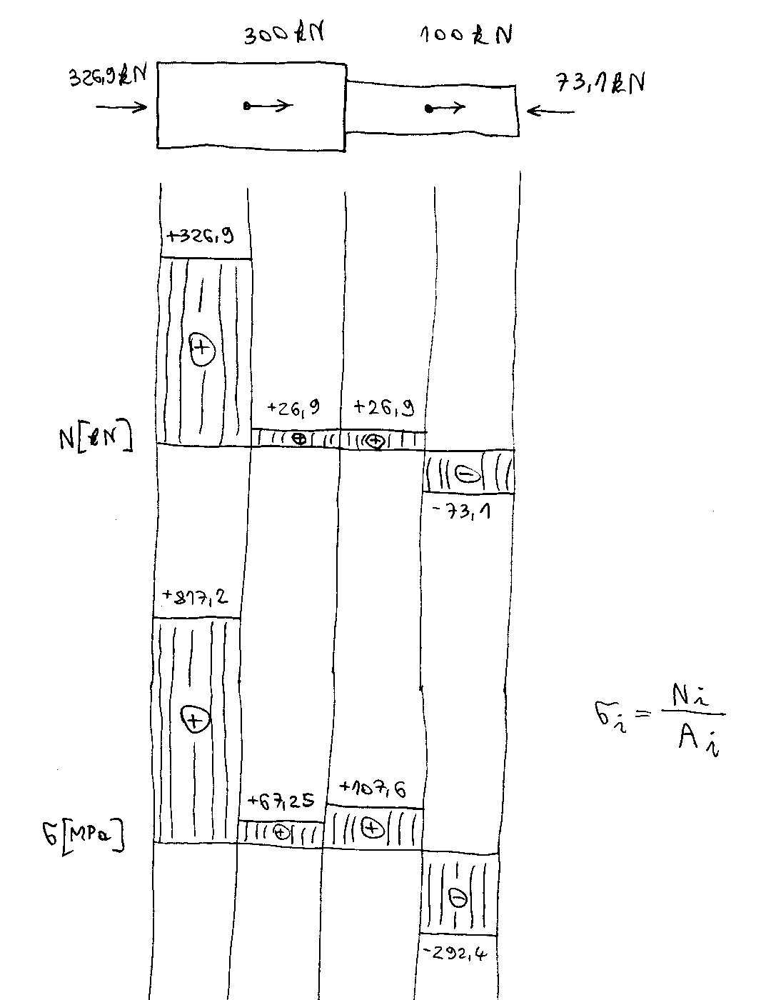 300 kN 100 kN
326,9 kN 73,1 kN
+326,9
+
+26,9 +26,9
N[kN] + +
-
-73,1
+817,2
+
σi = Ni / Ai
+67,25 +107,6
σ[MPa] + +
-
-292,4